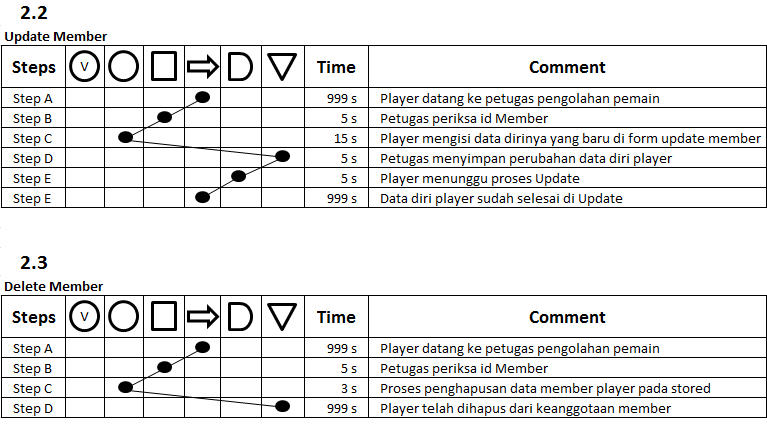 2.2
Update Member
Steps V Time Comment
Step A 999 s Player datang ke petugas pengolahan pemain
Step B 5 s Petugas periksa id Member
Step C 15 s Player mengisi data dirinya yang baru di form update member
Step D 5 s Petugas menyimpan perubahan data diri player
Step E 5 s Player menunggu proses Update
Step E 999 s Data diri player sudah selesai di Update
2.3
Delete Member
Steps V Time Comment
Step A 999 s Player datang ke petugas pengolahan pemain
Step B 5 s Petugas periksa id Member
Step C 3 s Proses penghapusan data member player pada stored
Step D 999 s Player telah dihapus dari keanggotaan member